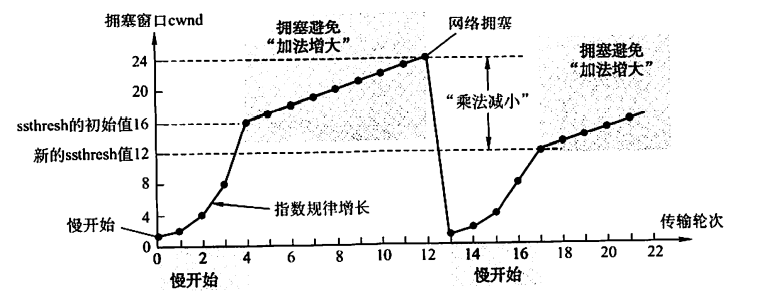 拥塞窗口cwnd
拥塞避免
“加法增大”
网络拥塞
拥塞避免
“加法增大”
24
20
“乘法减小”
ssthresh的初始值16
新的ssthresh值12
8
指数规律增长
4
慢开始
传输轮次
0
0 2 4 6 8 10 12 14 16 18 20 22
慢开始
慢开始